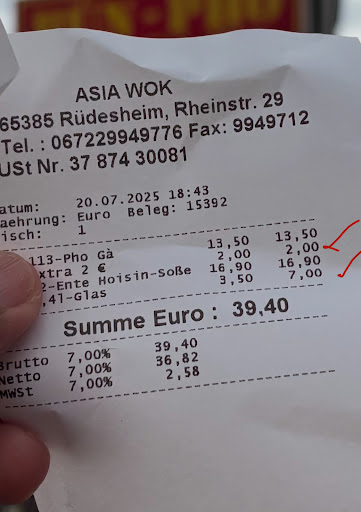 ASIA WOK
65385 Rüdesheim, Rheinstr. 29
Tel. : 067229949776 Fax: 9949712
USt Nr. 37 874 30081
atum: 20.07.2025 18:43
aehrung: Euro Beleg: 15392
isch: 1
113-Pho Gà 13,50 13,50
xtra 2 € 2,00 2,00
2-Ente Hoisin-Soße 16,90 16,90
,4l-Glas 3,50 7,00
Summe Euro : 39,40
Brutto 7,00% 39,40
Netto 7,00% 36,82
MWSt 7,00% 2,58